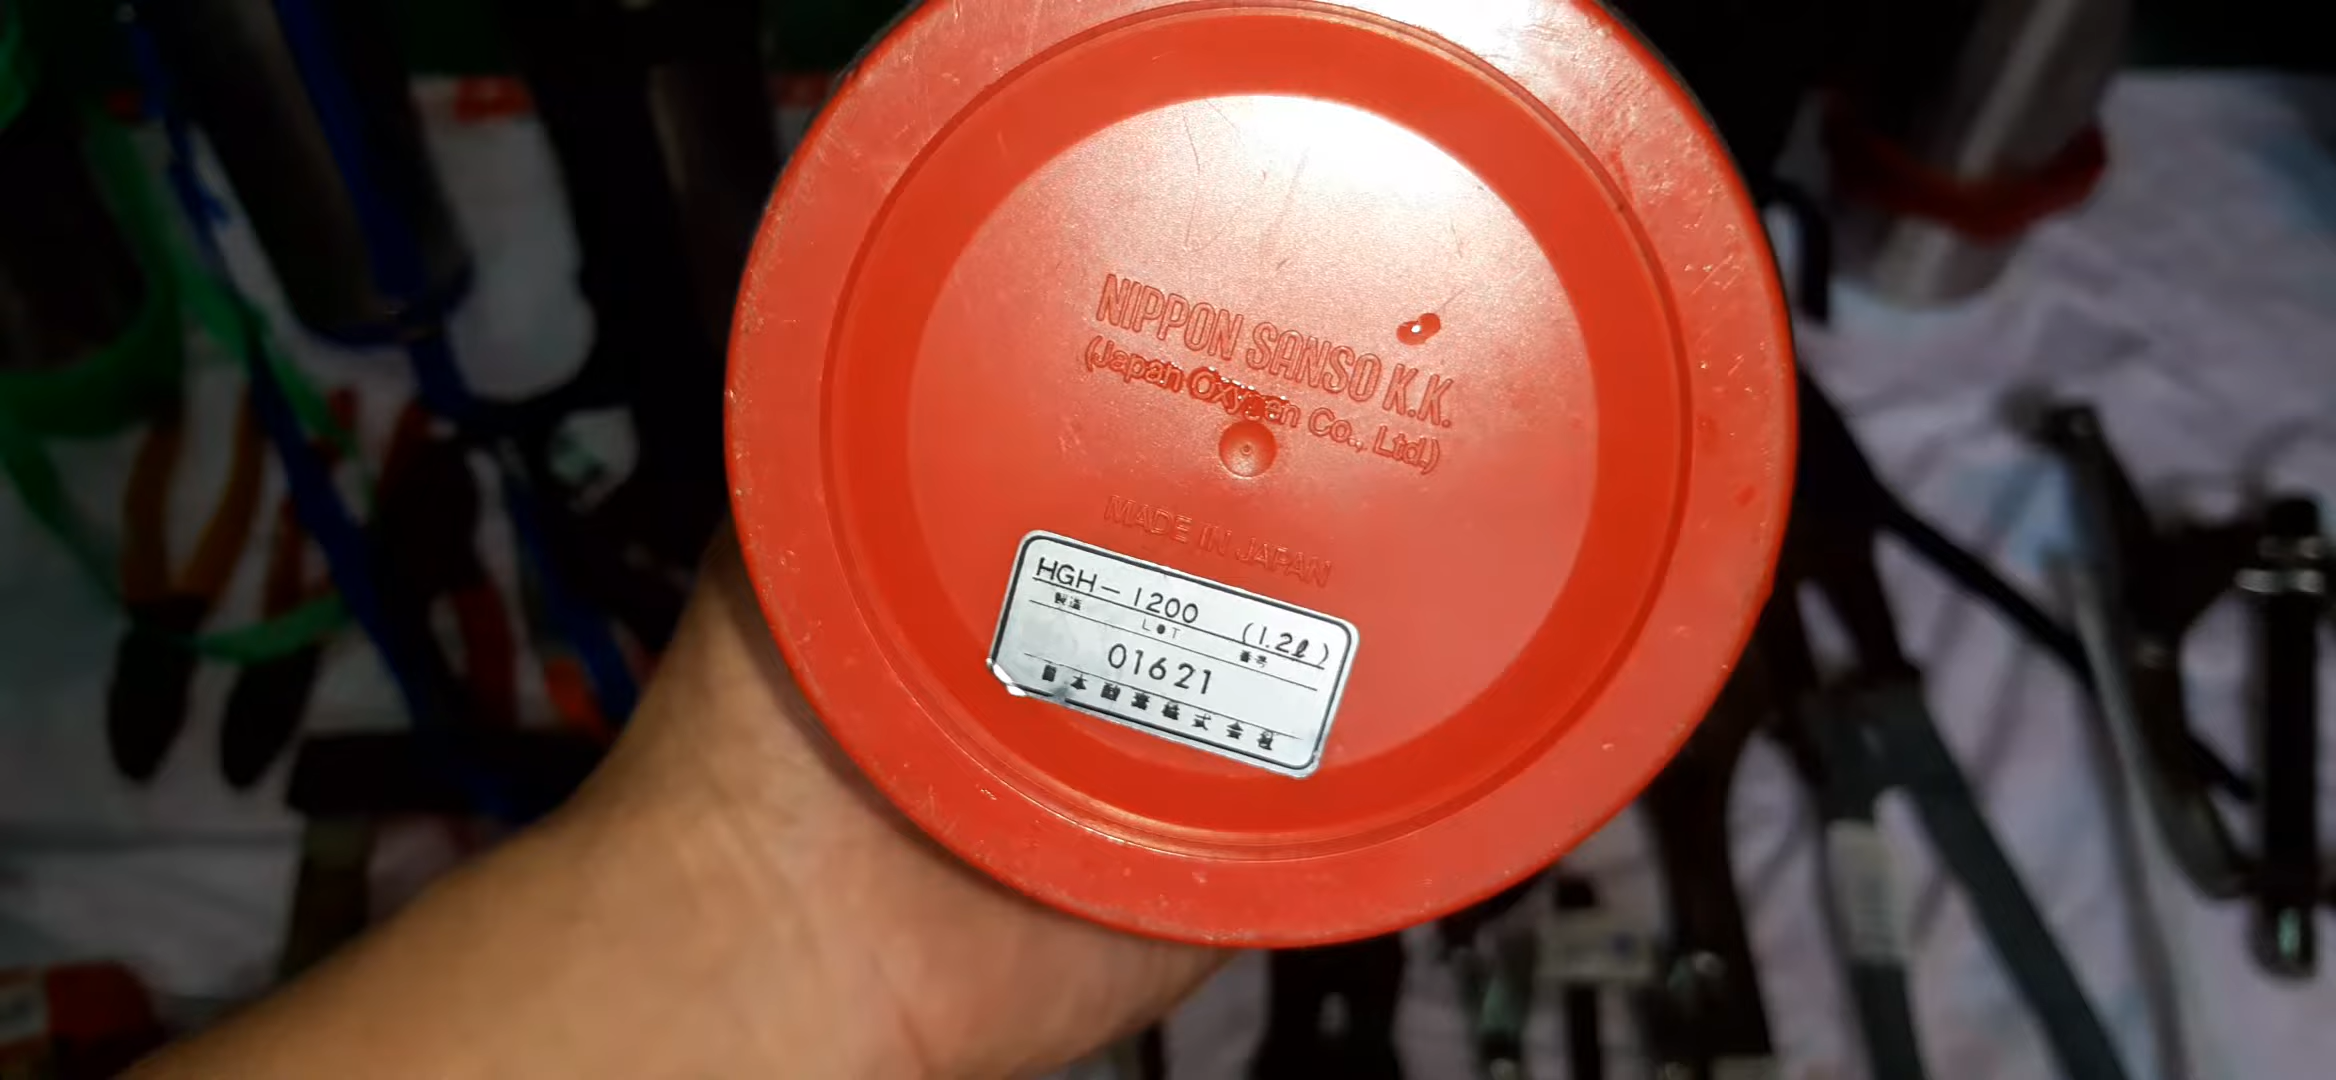 NIPPON SANSO K.K.
(Japan Oxygen Co., Ltd.)
MADE IN JAPAN
HGH-1200 (1.2ℓ)
製造 LOT 番号
01621
日本酸素株式会社